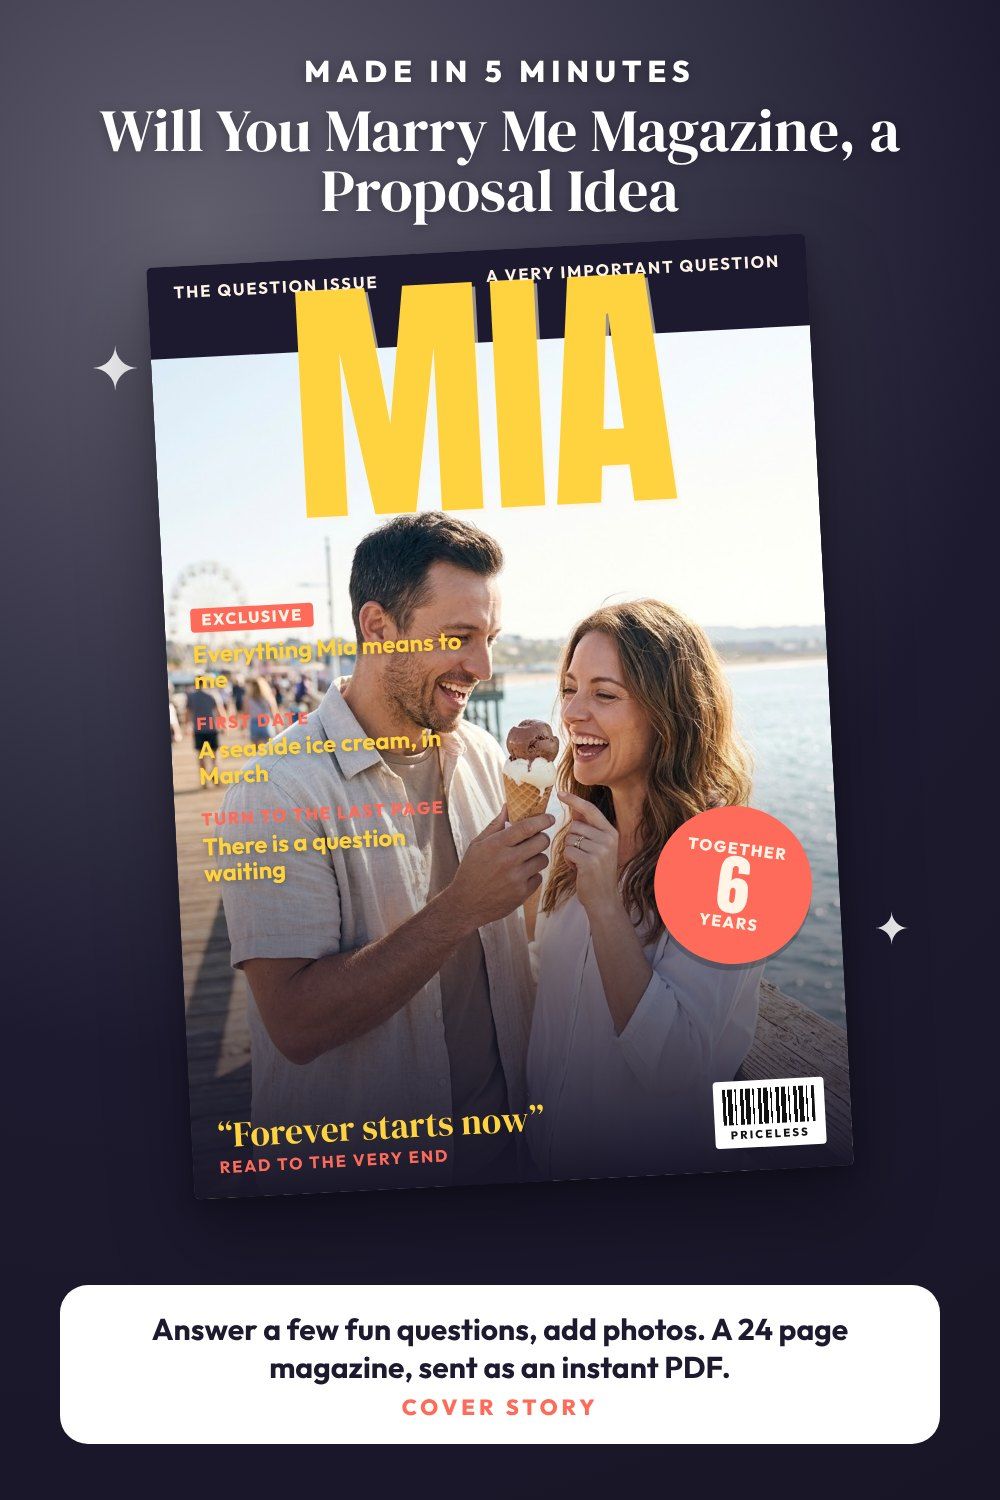 MADE IN 5 MINUTES
Will You Marry Me Magazine, a
Proposal Idea
THE QUESTION ISSUE
A VERY IMPORTANT QUESTION
MIA
EXCLUSIVE
Everything Mia means to
me
FIRST DATE
A seaside ice cream, in
March
TURN TO THE LAST PAGE
There is a question
waiting
TOGETHER
6
YEARS
“Forever starts now”
READ TO THE VERY END
PRICELESS
Answer a few fun questions, add photos. A 24 page
magazine, sent as an instant PDF.
COVER STORY